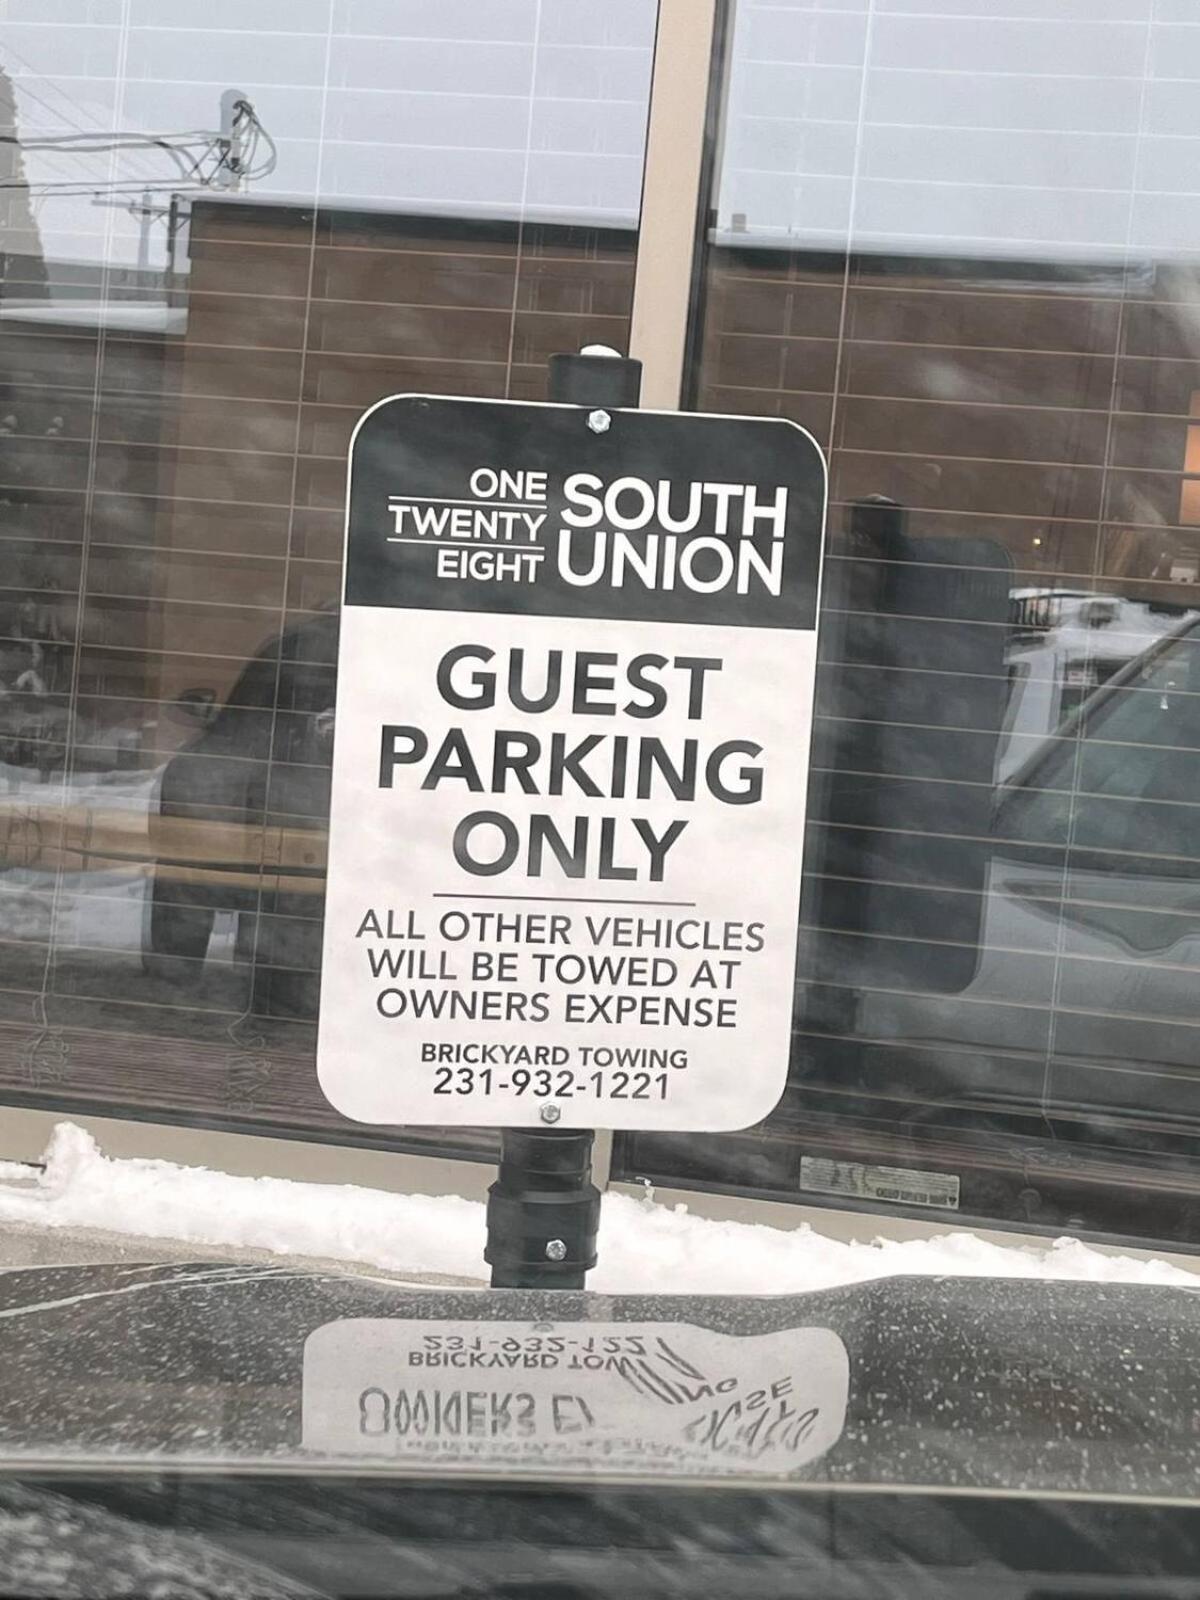 ONE
TWENTY
EIGHT
SOUTH
UNION
GUEST
PARKING
ONLY
ALL OTHER VEHICLES
WILL BE TOWED AT
OWNERS EXPENSE
BRICKYARD TOWING
231-932-1221